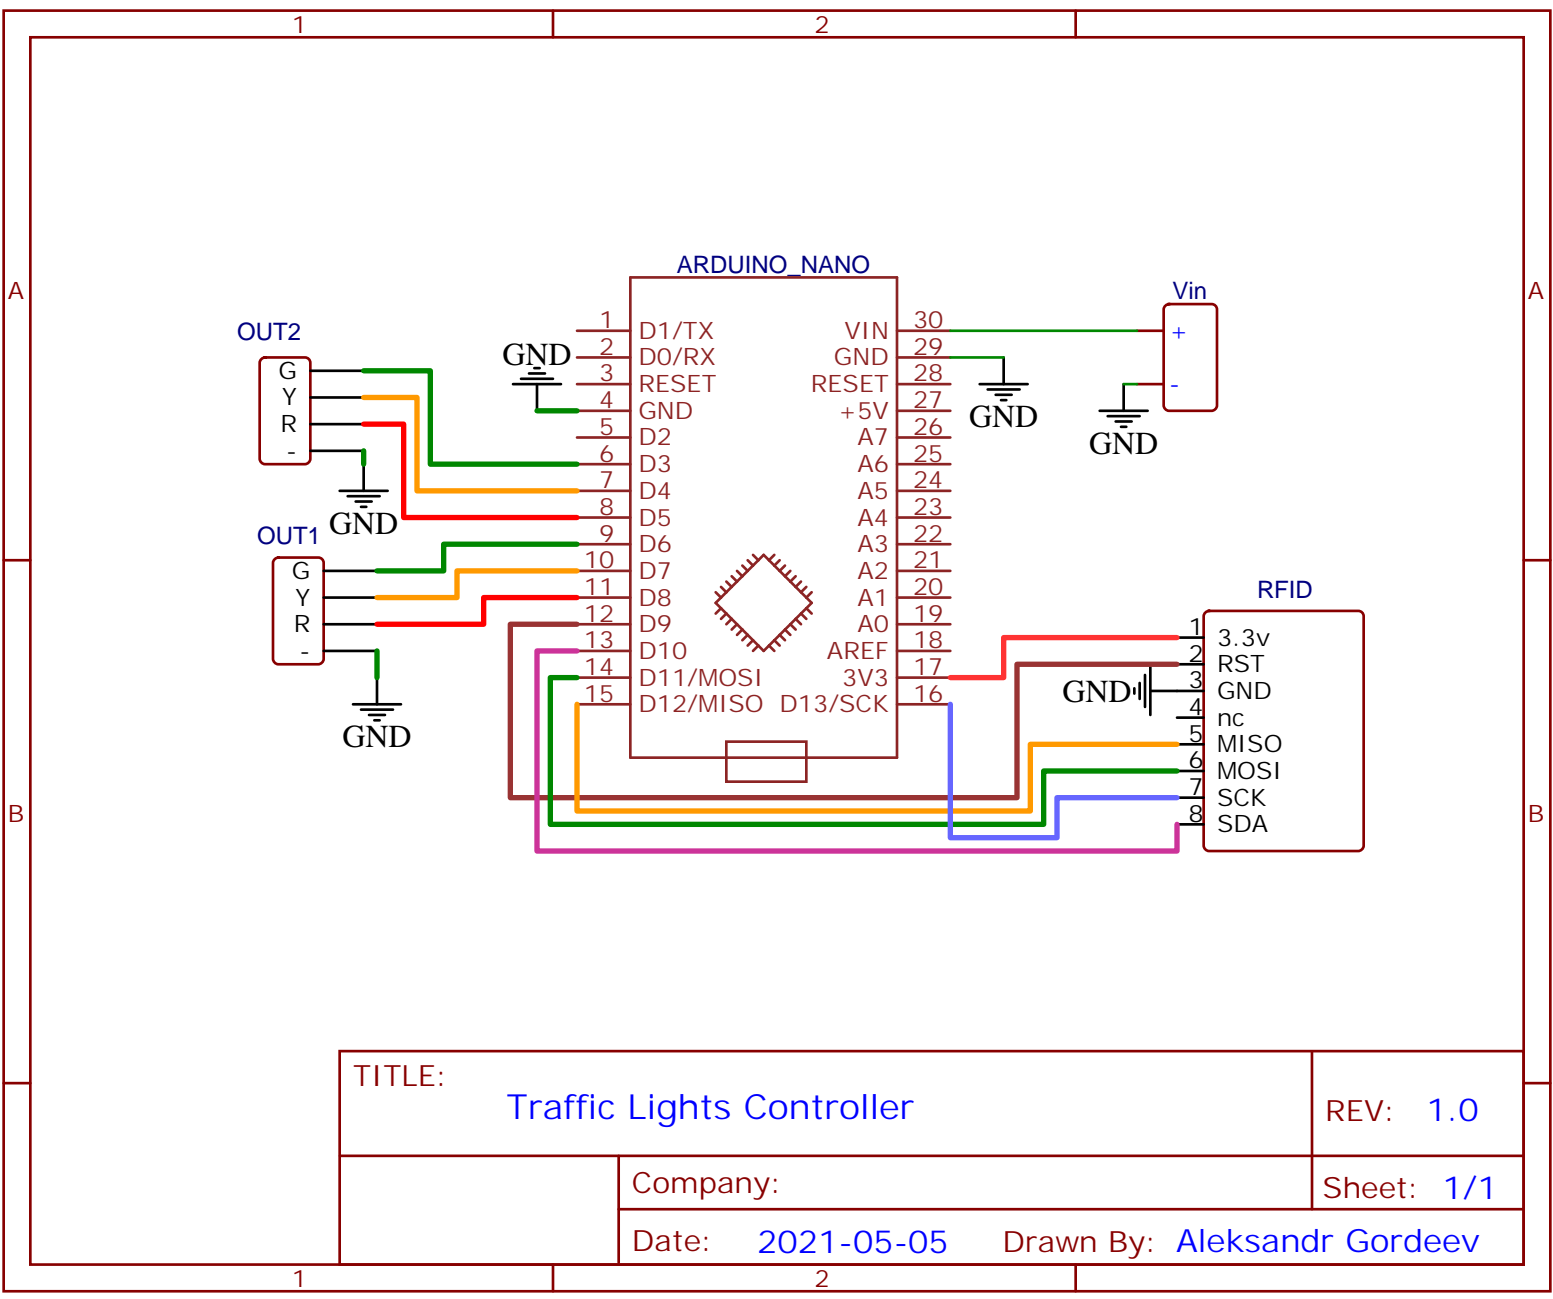 1 2
A A
ARDUINO_NANO
Vin
+
-
GND
OUT2
G
Y
R
-
GND
OUT1
G
Y
R
-
GND
GND
1 D1/TX VIN 30
2 D0/RX GND 29
3 RESET RESET 28
4 GND +5V 27
5 D2 A7 26
6 D3 A6 25
7 D4 A5 24
8 D5 A4 23
9 D6 A3 22
10 D7 A2 21
11 D8 A1 20
12 D9 A0 19
13 D10 AREF 18
14 D11/MOSI 3V3 17
15 D12/MISO D13/SCK 16
GND
RFID
1 3.3v
2 RST
GND 3 GND
4 nc
5 MISO
6 MOSI
7 SCK
8 SDA
B B
TITLE:
Traffic Lights Controller
REV: 1.0
Company:
Sheet: 1/1
Date: 2021-05-05 Drawn By: Aleksandr Gordeev
1 2